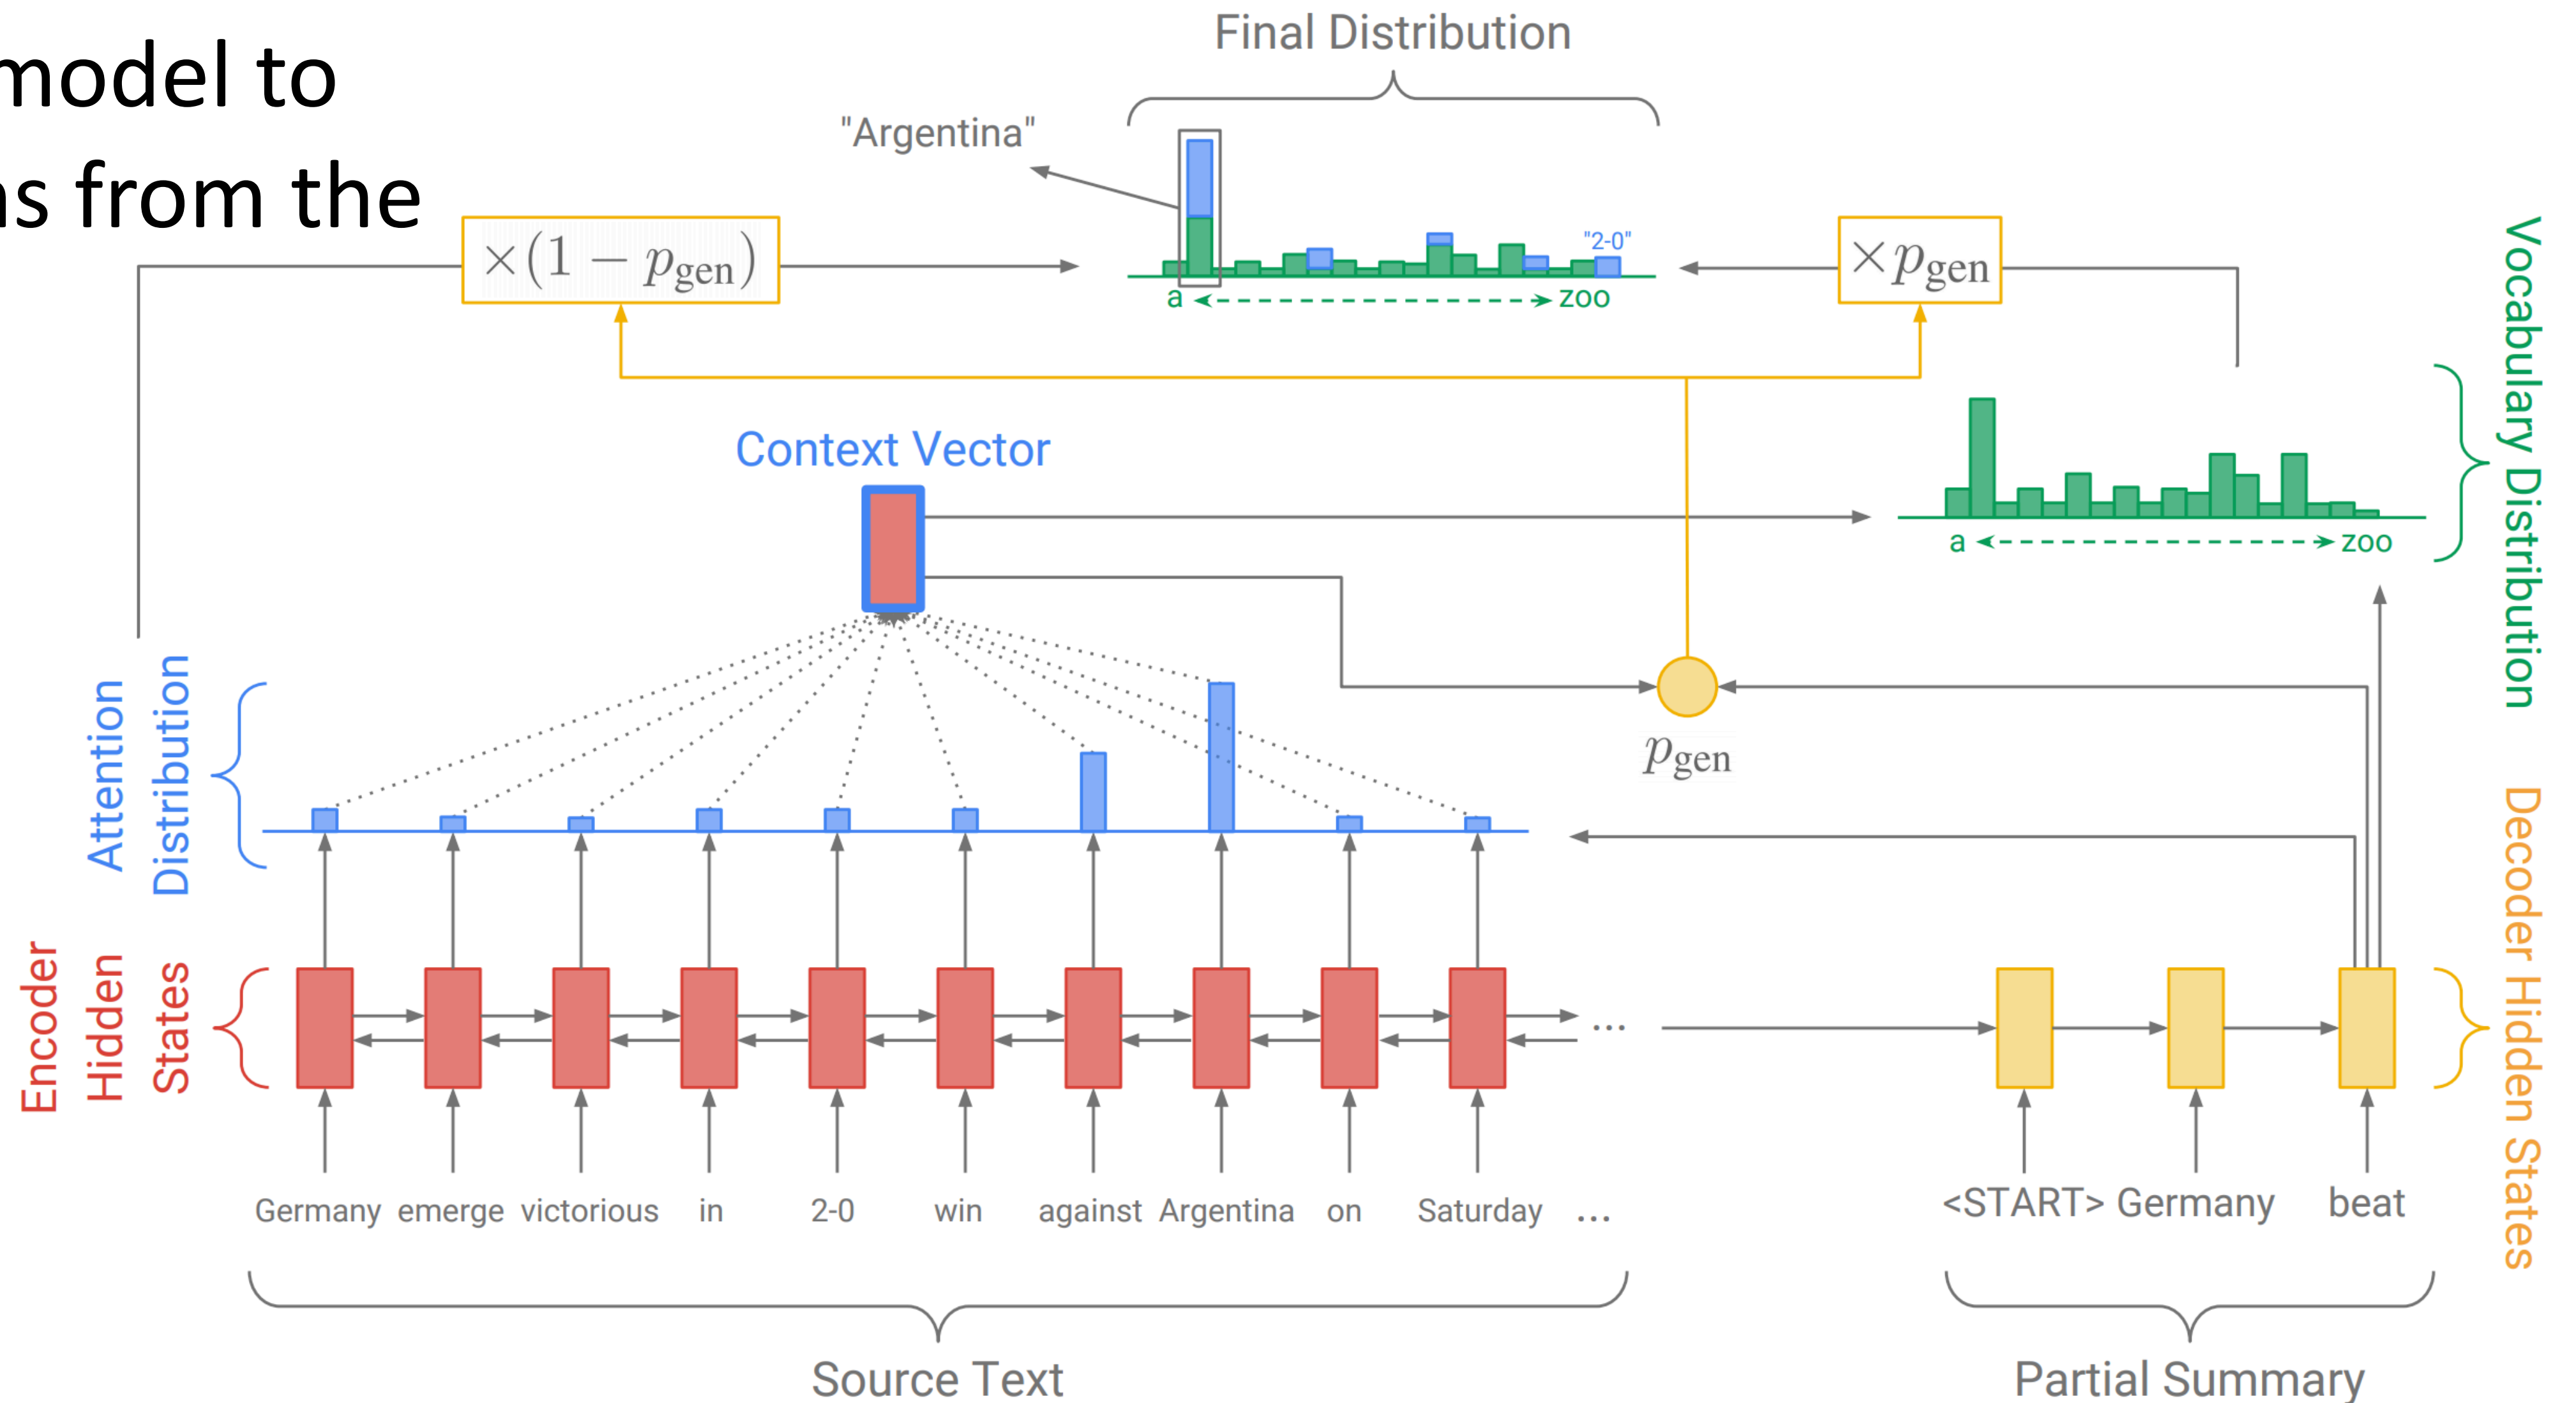 model to
from the
Final Distribution
"Argentina"
×(1 − pgen)
"2-0"
a zoo
×pgen
Context Vector
Vocabulary Distribution
a zoo
pgen
Attention
Distribution
Encoder
Hidden
States
Decoder Hidden States
...
Germany emerge victorious in 2-0 win against Argentina on Saturday ...
<START> Germany beat
Source Text
Partial Summary